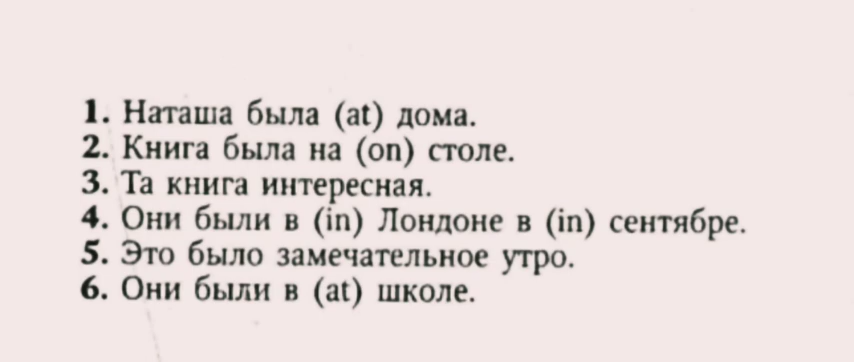 1. Наташа была (at) дома.
2. Книга была на (on) столе.
3. Та книга интересная.
4. Они были в (in) Лондоне в (in) сентябре.
5. Это было замечательное утро.
6. Они были в (at) школе.